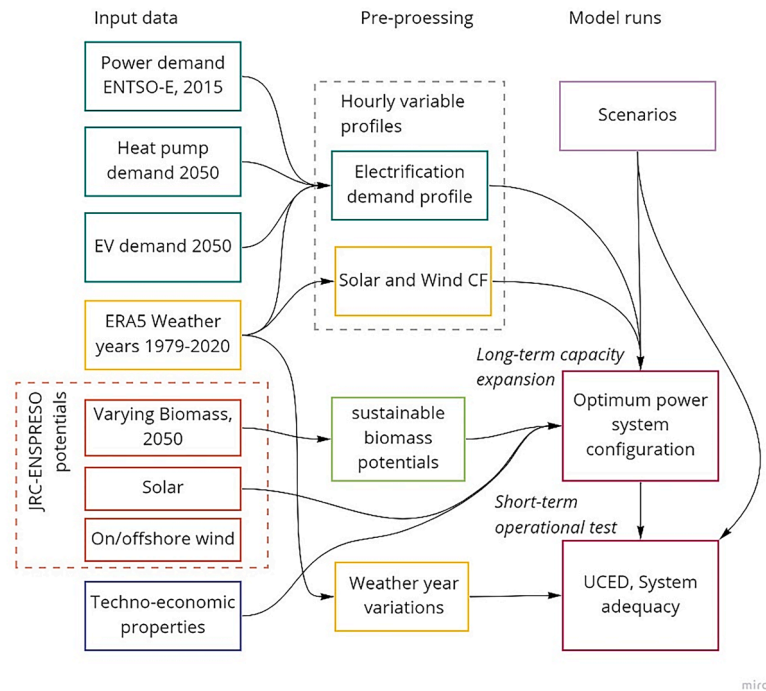 Input data
Pre-proessing
Model runs
Power demand
ENTSO-E, 2015
Heat pump
demand 2050
EV demand 2050
ERA5 Weather
years 1979-2020
JRC-ENSPRESO
potentials
Varying Biomass,
2050
Solar
On/offshore wind
Techno-economic
properties
Hourly variable
profiles
Electrification
demand profile
Solar and Wind CF
sustainable
biomass
potentials
Weather year
variations
Scenarios
Long-term capacity
expansion
Optimum power
system
configuration
Short-term
operational test
UCED, System
adequacy
miro